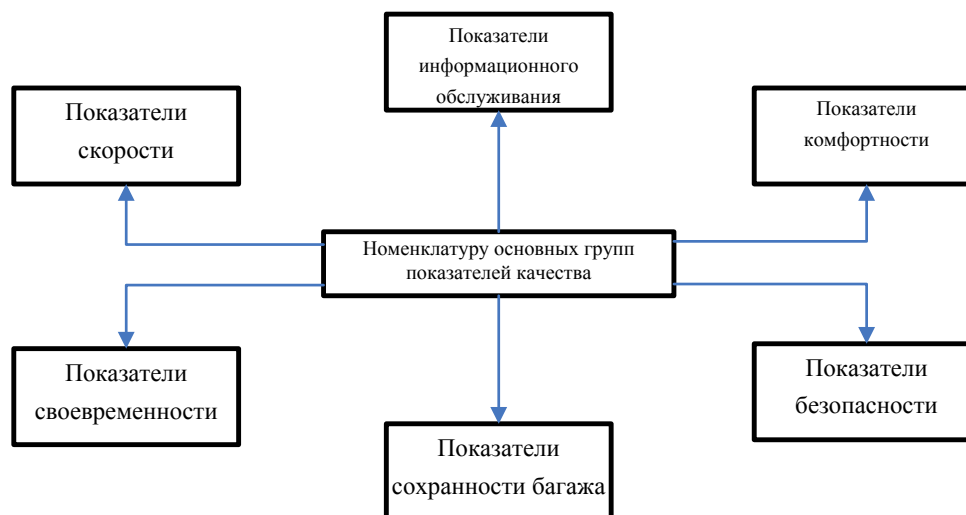 Показатели
информационного
обслуживания
Показатели
скорости
Показатели
комфортности
Номенклатуру основных групп
показателей качества
Показатели
своевременности
Показатели
безопасности
Показатели
сохранности багажа